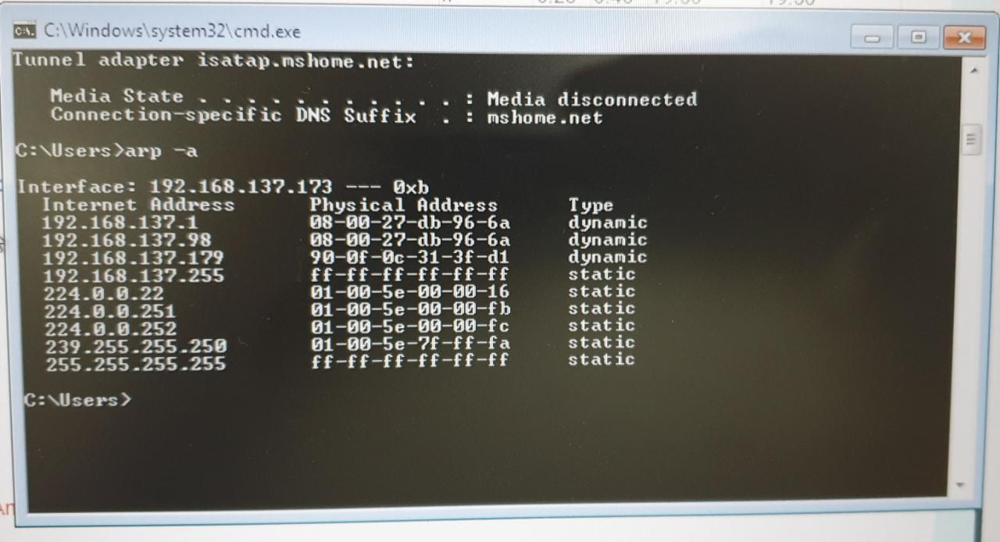 C:\Windows\system32\cmd.exe
Tunnel adapter isatap.mshome.net:
Media State . . . . . . . . . . . : Media disconnected
Connection-specific DNS Suffix  . : mshome.net
C:\Users>arp -a
Interface: 192.168.137.173 --- 0xb
Internet Address      Physical Address      Type
192.168.137.1         08-00-27-db-96-6a     dynamic
192.168.137.98        08-00-27-db-96-6a     dynamic
192.168.137.179       90-0f-0c-31-3f-d1     dynamic
192.168.137.255       ff-ff-ff-ff-ff-ff     static
224.0.0.22            01-00-5e-00-00-16     static
224.0.0.251           01-00-5e-00-00-fb     static
224.0.0.252           01-00-5e-00-00-fc     static
239.255.255.250       01-00-5e-7f-ff-fa     static
255.255.255.255       ff-ff-ff-ff-ff-ff     static
C:\Users>